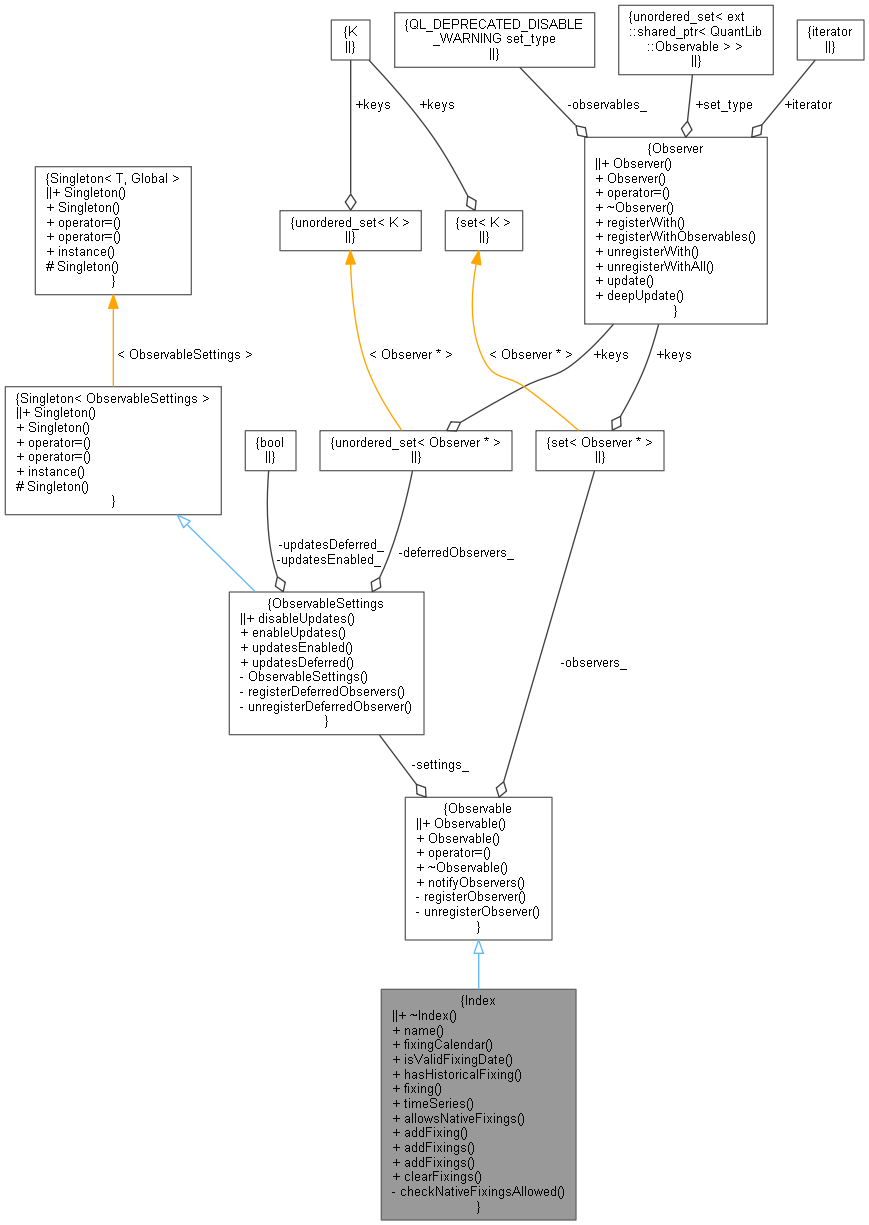 {K
||}
{QL_DEPRECATED_DISABLE
_WARNING set_type
||}
{unordered_set< ext
::shared_ptr< QuantLib
::Observable > >
||}
{iterator
||}
+keys
+keys
-observables_
+set_type
+iterator
{Singleton< T, Global >
||+ Singleton()
+ Singleton()
+ operator=()
+ operator=()
+ instance()
# Singleton()
}
{unordered_set< K >
||}
{set< K >
||}
{Observer
||+ Observer()
+ Observer()
+ operator=()
+ ~Observer()
+ registerWith()
+ registerWithObservables()
+ unregisterWith()
+ unregisterWithAll()
+ update()
+ deepUpdate()
}
< ObservableSettings >
< Observer * >
< Observer * >
+keys
+keys
{Singleton< ObservableSettings >
||+ Singleton()
+ Singleton()
+ operator=()
+ operator=()
+ instance()
# Singleton()
}
{bool
||}
{unordered_set< Observer * >
||}
{set< Observer * >
||}
-updatesDeferred_
-updatesEnabled_
-deferredObservers_
{ObservableSettings
||+ disableUpdates()
+ enableUpdates()
+ updatesEnabled()
+ updatesDeferred()
- ObservableSettings()
- registerDeferredObservers()
- unregisterDeferredObserver()
}
-observers_
-settings_
{Observable
||+ Observable()
+ Observable()
+ operator=()
+ ~Observable()
+ notifyObservers()
- registerObserver()
- unregisterObserver()
}
{Index
||+ ~Index()
+ name()
+ fixingCalendar()
+ isValidFixingDate()
+ hasHistoricalFixing()
+ fixing()
+ timeSeries()
+ allowsNativeFixings()
+ addFixing()
+ addFixings()
+ addFixings()
+ clearFixings()
- checkNativeFixingsAllowed()
}